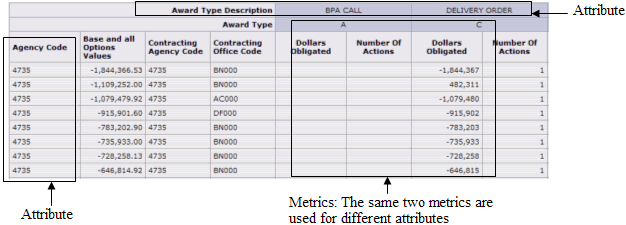 Award Type Description BPA CALL DELIVERY ORDER Attribute
Award Type A C
Agency Code Base and all Options Values Contracting Agency Code Contracting Office Code Dollars Obligated Number Of Actions Dollars Obligated Number Of Actions
4735 -1,844,366.53 4735 BN000 -1,844,367 1
4735 -1,109,252.00 4735 BN000 482,311 1
4735 -1,079,479.92 4735 AC000 -1,079,480 1
4735 -915,901.60 4735 DF000 -915,902 1
4735 -783,202.90 4735 BN000 -783,203 1
4735 -735,933.00 4735 BN000 -735,933 1
4735 -728,258.13 4735 BN000 -728,258 1
4735 -646,814.92 4735 BN000 -646,815 1
Attribute
Metrics: The same two metrics are
used for different attributes